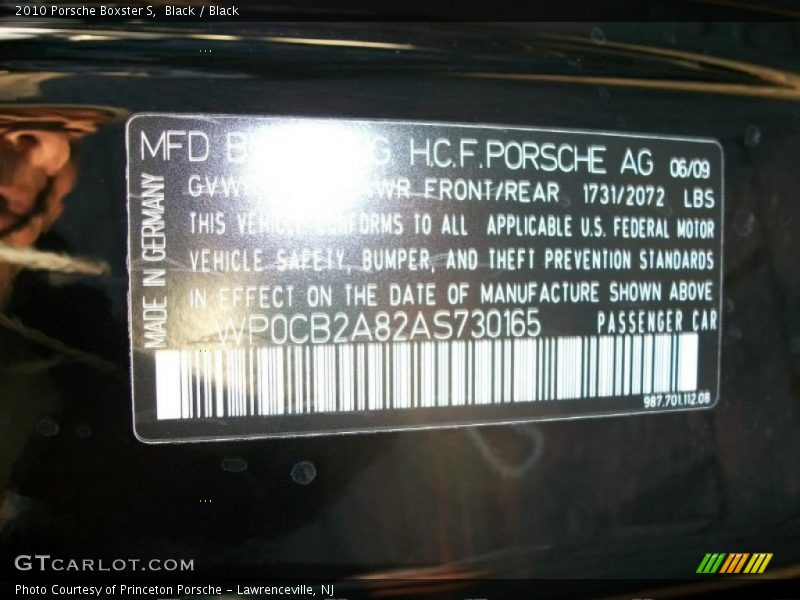 2010 Porsche Boxster S,  Black / Black
MFD H.C.F.PORSCHE AG 06/09
FRONT/REAR 1731/2072 LBS
THIS VEHICLE CONFORMS TO ALL APPLICABLE U.S. FEDERAL MOTOR
VEHICLE SAFETY, BUMPER, AND THEFT PREVENTION STANDARDS
IN EFFECT ON THE DATE OF MANUFACTURE SHOWN ABOVE
WP0CB2A82AS730165 PASSENGER CAR
987.701.112.08
MADE IN GERMANY
GTCARLOT.COM
Photo Courtesy of Princeton Porsche - Lawrenceville, NJ